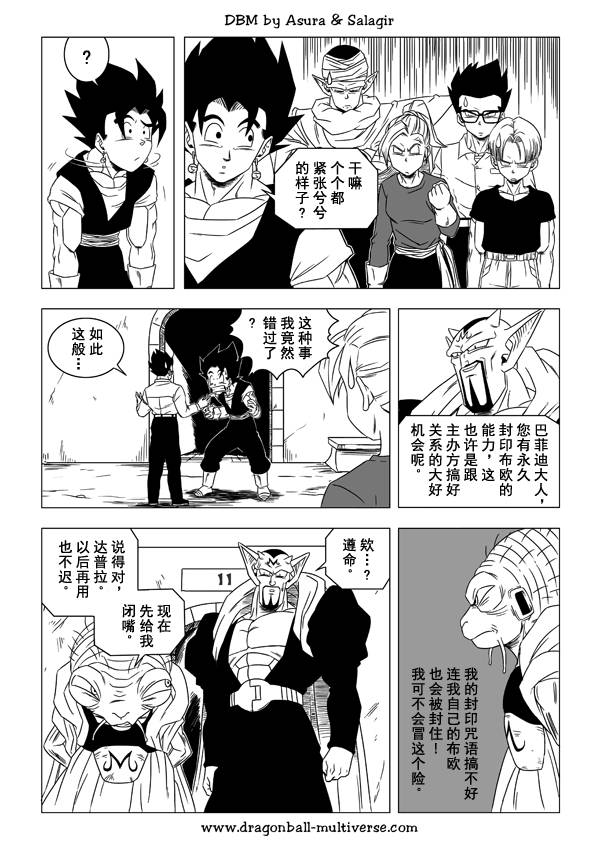 DBM by Asura & Salagir
?
干嘛
个个都
紧张兮兮
的样子？
如此
这般…
这种事
我竟然
错过了
？
巴菲迪大人，
您有永久
封印布欧的
能力，这
也许是跟
主办方搞好
关系的大好
机会呢。
说得对，
达普拉。
以后再用
也不迟。
现在
先给我
闭嘴。
11
欸…？
遵命。
我的封印咒语搞不好
连我自己的布欧
也会被封住！
我可不会冒这个险。
M
M
www.dragonball-multiverse.com